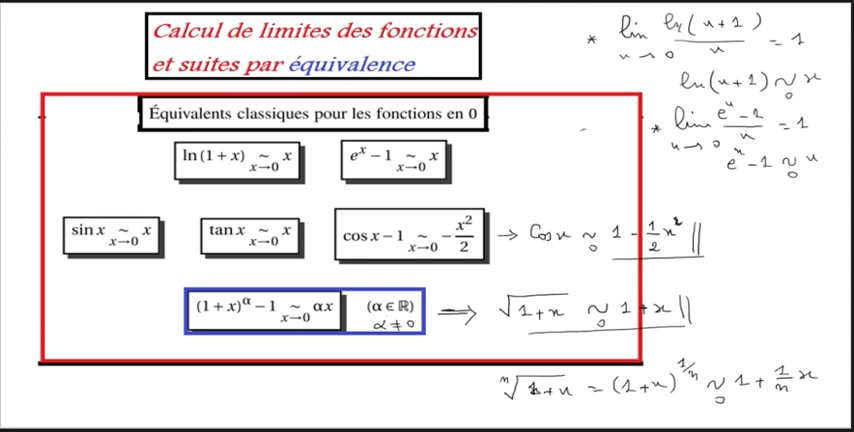 Calcul de limites des fonctions
et suites par équivalence
Équivalents classiques pour les fonctions en 0
ln(1 + x) ~ x→0 x
eˣ − 1 ~ x→0 x
sin x ~ x→0 x
tan x ~ x→0 x
cos x − 1 ~ x→0 −x²/2
(1 + x)^α − 1 ~ x→0 αx (α ∈ ℝ)
α ≠ 0
* lim x→0 ln(x+1)/x = 1
ln(x+1) ~0 x
* lim x→0 (eˣ−1)/x = 1
eˣ−1 ~0 x
→ Cos x ~0 1 − 1/2 x² ||
⇒ √(1+x) ~0 1 + x ||
ⁿ√(1+x) = (1+x)^(1/n) ~0 1 + 1/n x